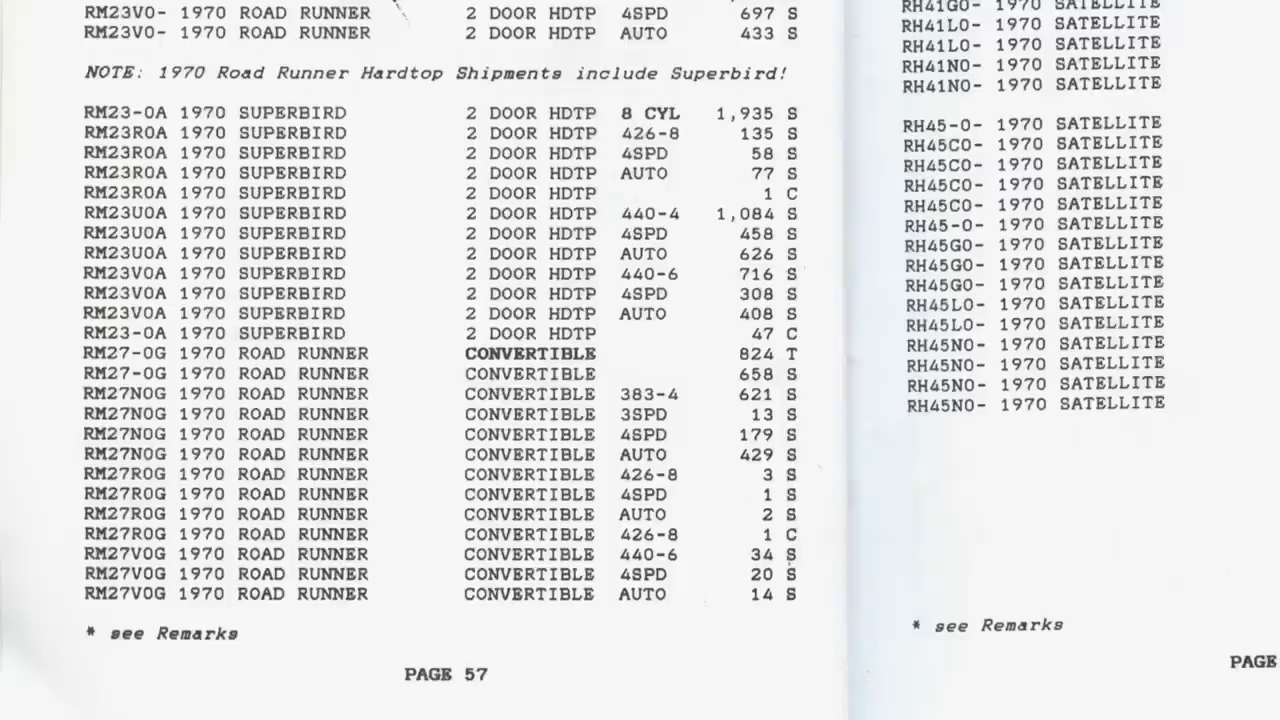 RM23V0- 1970 ROAD RUNNER 2 DOOR HDTP 4SPD 697 S
RM23V0- 1970 ROAD RUNNER 2 DOOR HDTP AUTO 433 S
NOTE: 1970 Road Runner Hardtop Shipments include Superbird!
RM23-0A 1970 SUPERBIRD 2 DOOR HDTP 8 CYL 1,935 S
RM23R0A 1970 SUPERBIRD 2 DOOR HDTP 426-8 135 S
RM23R0A 1970 SUPERBIRD 2 DOOR HDTP 4SPD 58 S
RM23R0A 1970 SUPERBIRD 2 DOOR HDTP AUTO 77 S
RM23R0A 1970 SUPERBIRD 2 DOOR HDTP 1 C
RM23U0A 1970 SUPERBIRD 2 DOOR HDTP 440-4 1,084 S
RM23U0A 1970 SUPERBIRD 2 DOOR HDTP 4SPD 458 S
RM23U0A 1970 SUPERBIRD 2 DOOR HDTP AUTO 626 S
RM23V0A 1970 SUPERBIRD 2 DOOR HDTP 440-6 716 S
RM23V0A 1970 SUPERBIRD 2 DOOR HDTP 4SPD 308 S
RM23V0A 1970 SUPERBIRD 2 DOOR HDTP AUTO 408 S
RM23-0A 1970 SUPERBIRD 2 DOOR HDTP 47 C
RM27-0G 1970 ROAD RUNNER CONVERTIBLE 824 T
RM27-0G 1970 ROAD RUNNER CONVERTIBLE 658 S
RM27N0G 1970 ROAD RUNNER CONVERTIBLE 383-4 621 S
RM27N0G 1970 ROAD RUNNER CONVERTIBLE 3SPD 13 S
RM27N0G 1970 ROAD RUNNER CONVERTIBLE 4SPD 179 S
RM27N0G 1970 ROAD RUNNER CONVERTIBLE AUTO 429 S
RM27R0G 1970 ROAD RUNNER CONVERTIBLE 426-8 3 S
RM27R0G 1970 ROAD RUNNER CONVERTIBLE 4SPD 1 S
RM27R0G 1970 ROAD RUNNER CONVERTIBLE AUTO 2 S
RM27R0G 1970 ROAD RUNNER CONVERTIBLE 426-8 1 C
RM27V0G 1970 ROAD RUNNER CONVERTIBLE 440-6 34 S
RM27V0G 1970 ROAD RUNNER CONVERTIBLE 4SPD 20 S
RM27V0G 1970 ROAD RUNNER CONVERTIBLE AUTO 14 S
* see Remarks
PAGE 57
RH41G0- 1970 SATELLITE
RH41L0- 1970 SATELLITE
RH41L0- 1970 SATELLITE
RH41N0- 1970 SATELLITE
RH41N0- 1970 SATELLITE
RH45-0- 1970 SATELLITE
RH45C0- 1970 SATELLITE
RH45C0- 1970 SATELLITE
RH45C0- 1970 SATELLITE
RH45C0- 1970 SATELLITE
RH45-0- 1970 SATELLITE
RH45G0- 1970 SATELLITE
RH45G0- 1970 SATELLITE
RH45G0- 1970 SATELLITE
RH45L0- 1970 SATELLITE
RH45L0- 1970 SATELLITE
RH45N0- 1970 SATELLITE
RH45N0- 1970 SATELLITE
RH45N0- 1970 SATELLITE
RH45N0- 1970 SATELLITE
* see Remarks
PAGE